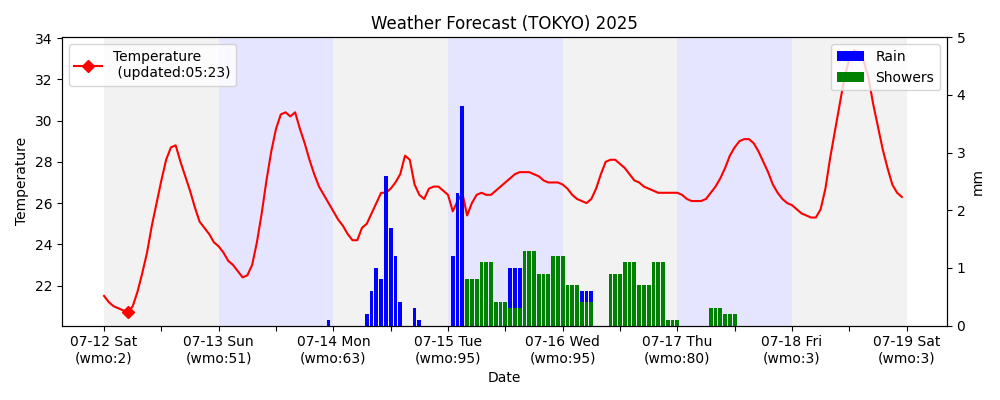 Weather Forecast (TOKYO) 2025
Temperature
(updated:05:23)
Rain
Showers
34
32
30
28
26
24
22
Temperature
5
4
3
2
1
0
mm
07-12 Sat
(wmo:2)
07-13 Sun
(wmo:51)
07-14 Mon
(wmo:63)
07-15 Tue
(wmo:95)
07-16 Wed
(wmo:95)
07-17 Thu
(wmo:80)
07-18 Fri
(wmo:3)
07-19 Sat
(wmo:3)
Date